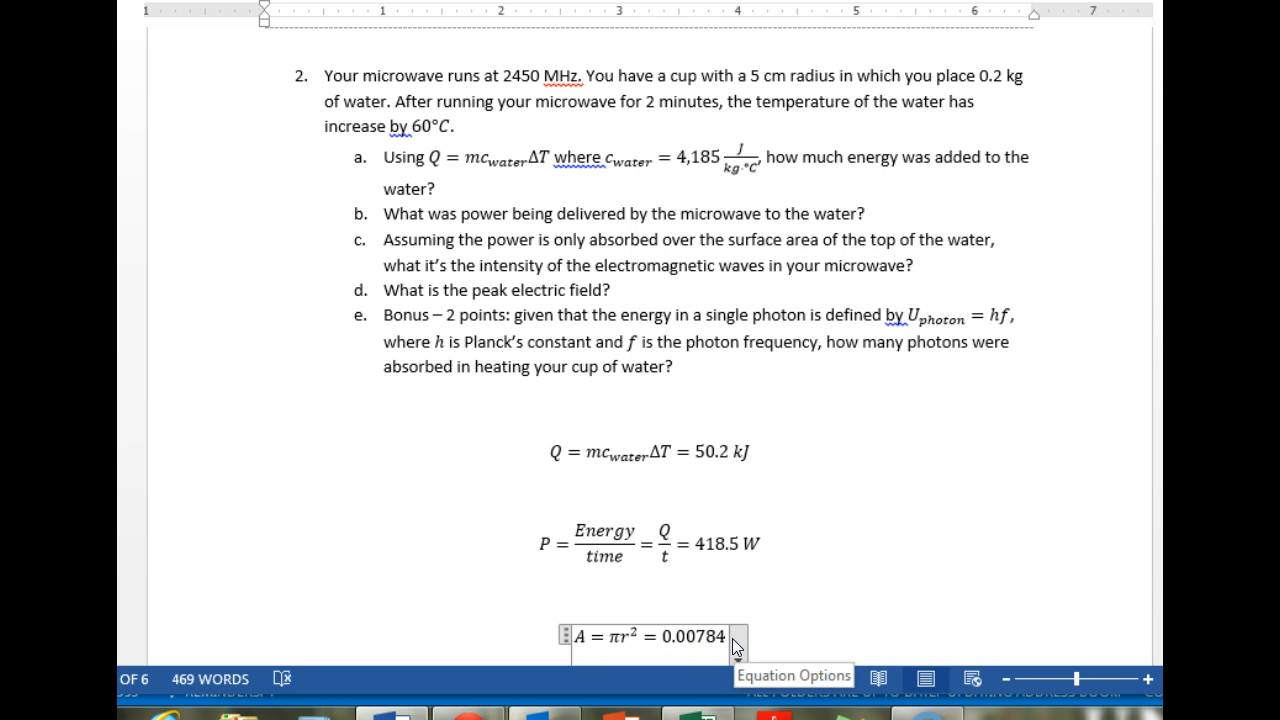 1 1 2 3 4 5 6 7
2. Your microwave runs at 2450 MHz. You have a cup with a 5 cm radius in which you place 0.2 kg
of water. After running your microwave for 2 minutes, the temperature of the water has
increase by 60°C.
a. Using Q = mc_water ΔT where c_water = 4,185 J/(kg·°C), how much energy was added to the
water?
b. What was power being delivered by the microwave to the water?
c. Assuming the power is only absorbed over the surface area of the top of the water,
what it's the intensity of the electromagnetic waves in your microwave?
d. What is the peak electric field?
e. Bonus – 2 points: given that the energy in a single photon is defined by U_photon = hf,
where h is Planck's constant and f is the photon frequency, how many photons were
absorbed in heating your cup of water?
Q = mc_water ΔT = 50.2 kJ
P = Energy/time = Q/t = 418.5 W
A = πr² = 0.00784
Equation Options
OF 6 469 WORDS